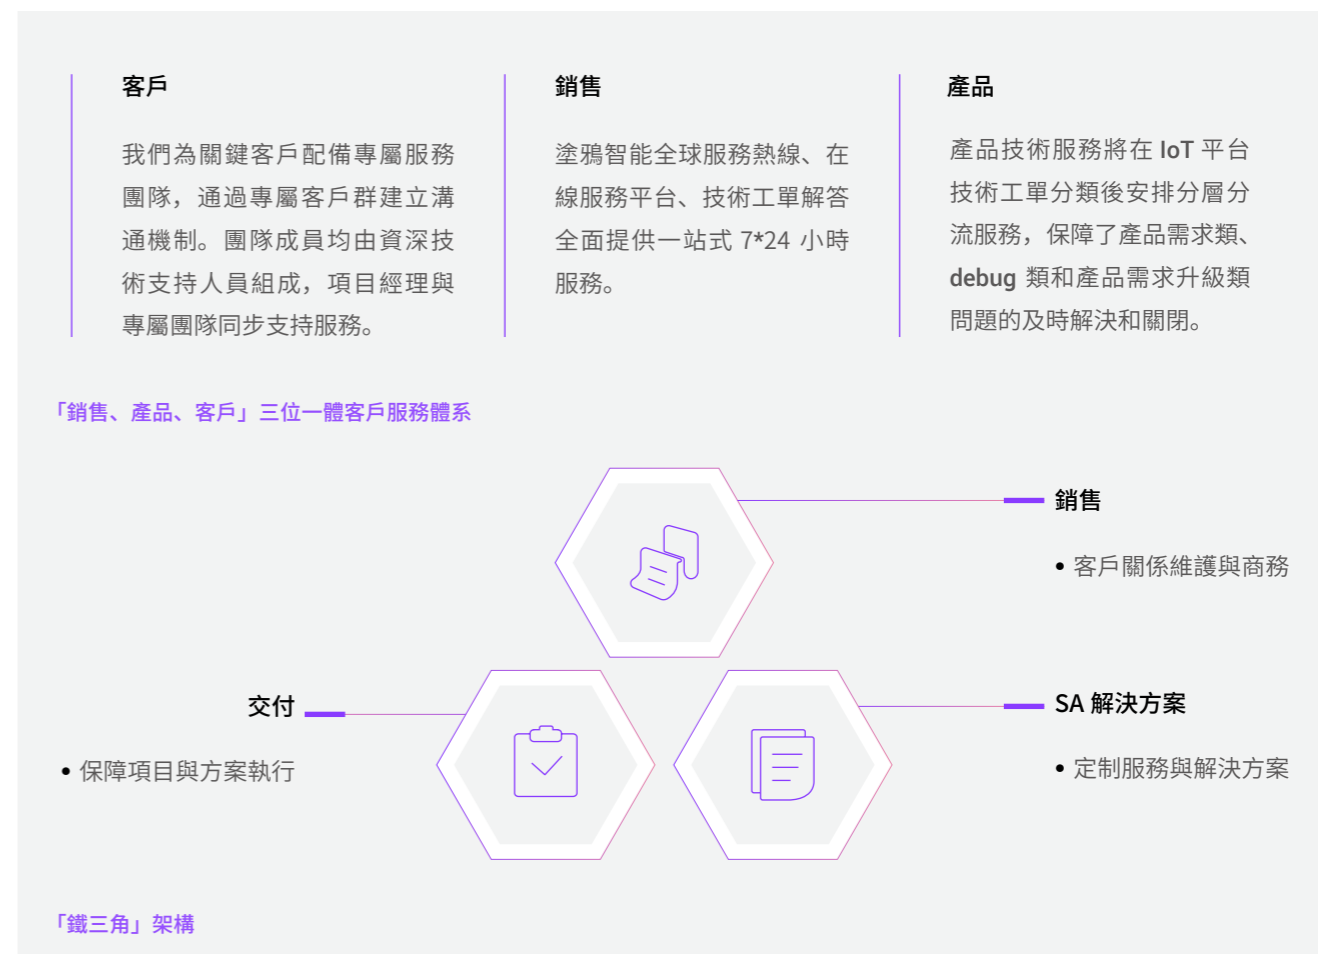 客戶
我們為關鍵客戶配備專屬服務
團隊，通過專屬客戶群建立溝
通機制。團隊成員均由資深技
術支持人員組成，項目經理與
專屬團隊同步支持服務。
銷售
塗鴉智能全球服務熱線、在
線服務平台、技術工單解答
全面提供一站式 7*24 小時
服務。
產品
產品技術服務將在 IoT 平台
技術工單分類後安排分層分
流服務，保障了產品需求類、
debug 類和產品需求升級類
問題的及時解決和關閉。
「銷售、產品、客戶」三位一體客戶服務體系
銷售
• 客戶關係維護與商務
交付
• 保障項目與方案執行
SA 解決方案
• 定制服務與解決方案
「鐵三角」架構